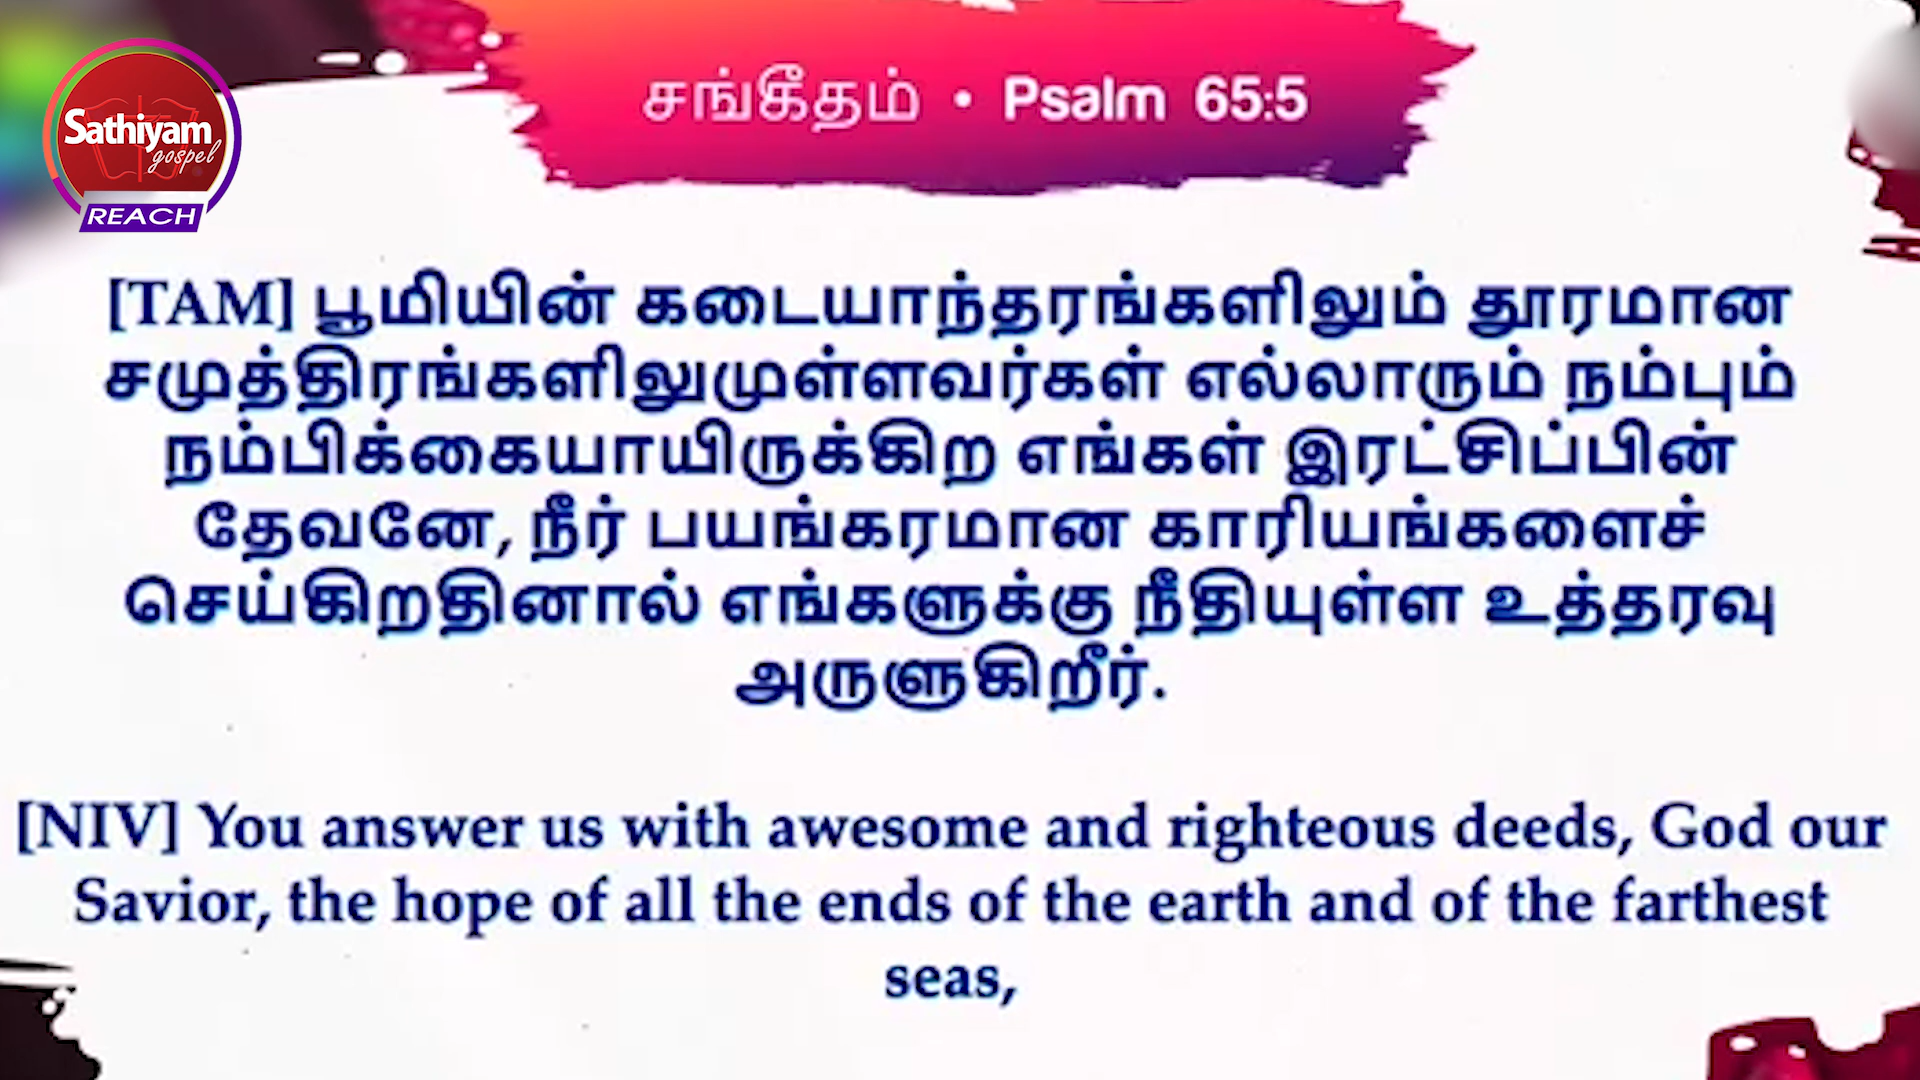 Sathiyam
gospel
REACH
சங்கீதம் • Psalm 65:5
[TAM] பூமியின் கடையாந்தரங்களிலும் தூரமான
சமுத்திரங்களிலுமுள்ளவர்கள் எல்லாரும் நம்பும்
நம்பிக்கையாயிருக்கிற எங்கள் இரட்சிப்பின்
தேவனே, நீர் பயங்கரமான காரியங்களைச்
செய்கிறதினால் எங்களுக்கு நீதியுள்ள உத்தரவு
அருளுகிறீர்.
[NIV] You answer us with awesome and righteous deeds, God our
Savior, the hope of all the ends of the earth and of the farthest
seas,